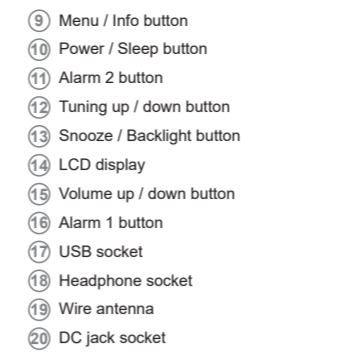 9 Menu / Info button
10 Power / Sleep button
11 Alarm 2 button
12 Tuning up / down button
13 Snooze / Backlight button
14 LCD display
15 Volume up / down button
16 Alarm 1 button
17 USB socket
18 Headphone socket
19 Wire antenna
20 DC jack socket